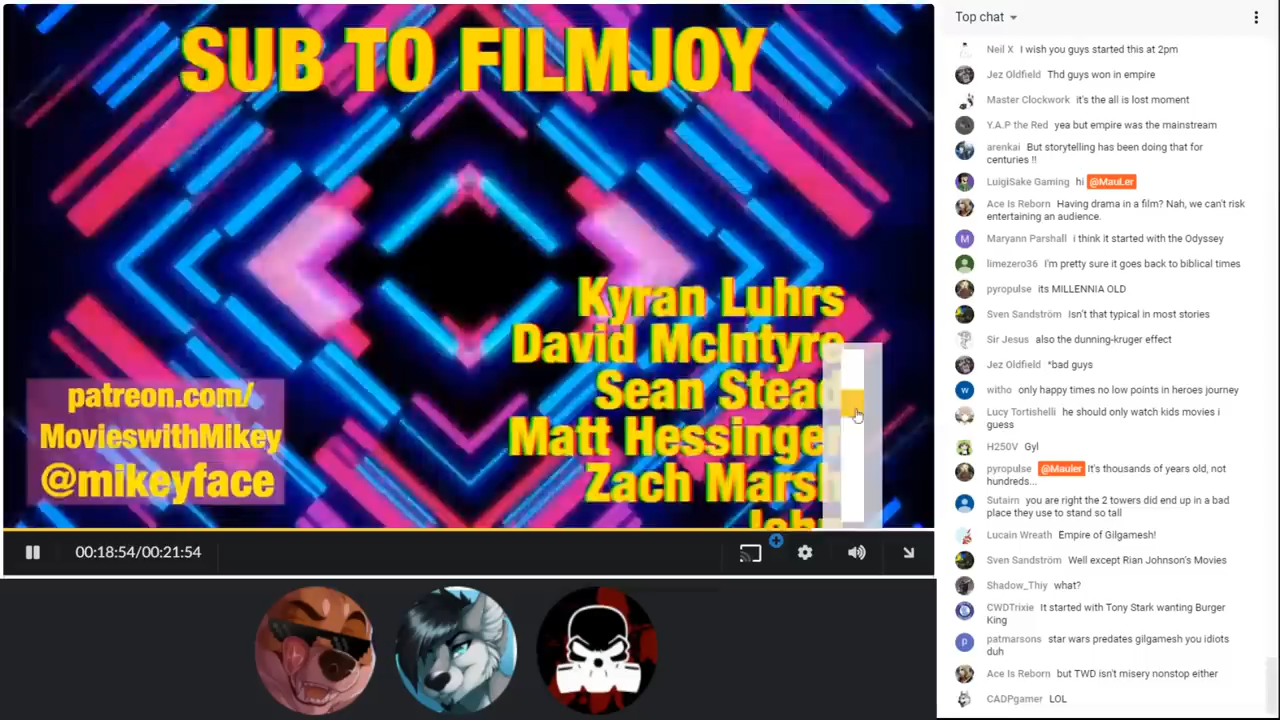 SUB TO FILMJOY
Kyran Luhrs
David McIntyre
Sean Stead
Matt Hessinger
Zach Marsh
John
patreon.com/
MovieswithMikey
@mikeyface
00:18:54/00:21:54
Top chat
Neil X I wish you guys started this at 2pm
Jez Oldfield Thd guys won in empire
Master Clockwork it's the all is lost moment
Y.A.P the Red yea but empire was the mainstream
arenkai But storytelling has been doing that for
centuries !!
LuigiSake Gaming hi @MauLer
Ace Is Reborn Having drama in a film? Nah, we can't risk
entertaining an audience.
Maryann Parshall i think it started with the Odyssey
limezero36 I'm pretty sure it goes back to biblical times
pyropulse its MILLENNIA OLD
Sven Sandström Isn't that typical in most stories
Sir Jesus also the dunning-kruger effect
Jez Oldfield *bad guys
witho only happy times no low points in heroes journey
Lucy Tortishelli he should only watch kids movies i
guess
H250V Gyl
pyropulse @Mauler It's thousands of years old, not
hundreds...
Sutairn you are right the 2 towers did end up in a bad
place they use to stand so tall
Lucain Wreath Empire of Gilgamesh!
Sven Sandström Well except Rian Johnson's Movies
Shadow_Thiy what?
CWDTrixie It started with Tony Stark wanting Burger
King
patmarsons star wars predates gilgamesh you idiots
duh
Ace Is Reborn but TWD isn't misery nonstop either
CADPgamer LOL